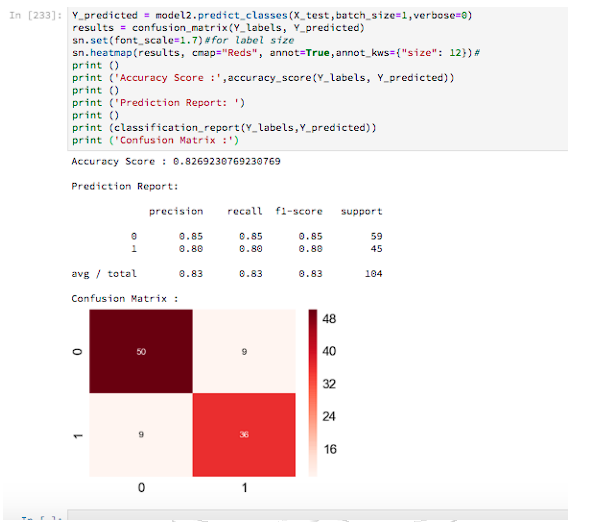 In [233]: Y_predicted = model2.predict_classes(X_test,batch_size=1,verbose=0)
results = confusion_matrix(Y_labels, Y_predicted)
sn.set(font_scale=1.7)#for label size
sn.heatmap(results, cmap="Reds", annot=True,annot_kws={"size": 12})#
print ()
print ('Accuracy Score :',accuracy_score(Y_labels, Y_predicted))
print ()
print ('Prediction Report: ')
print ()
print (classification_report(Y_labels,Y_predicted))
print ('Confusion Matrix :')
Accuracy Score : 0.8269230769230769
Prediction Report:
precision recall f1-score support
0 0.85 0.85 0.85 59
1 0.80 0.80 0.80 45
avg / total 0.83 0.83 0.83 104
Confusion Matrix :
48
0 50 9 40
32
24
1 9 36 16
0 1